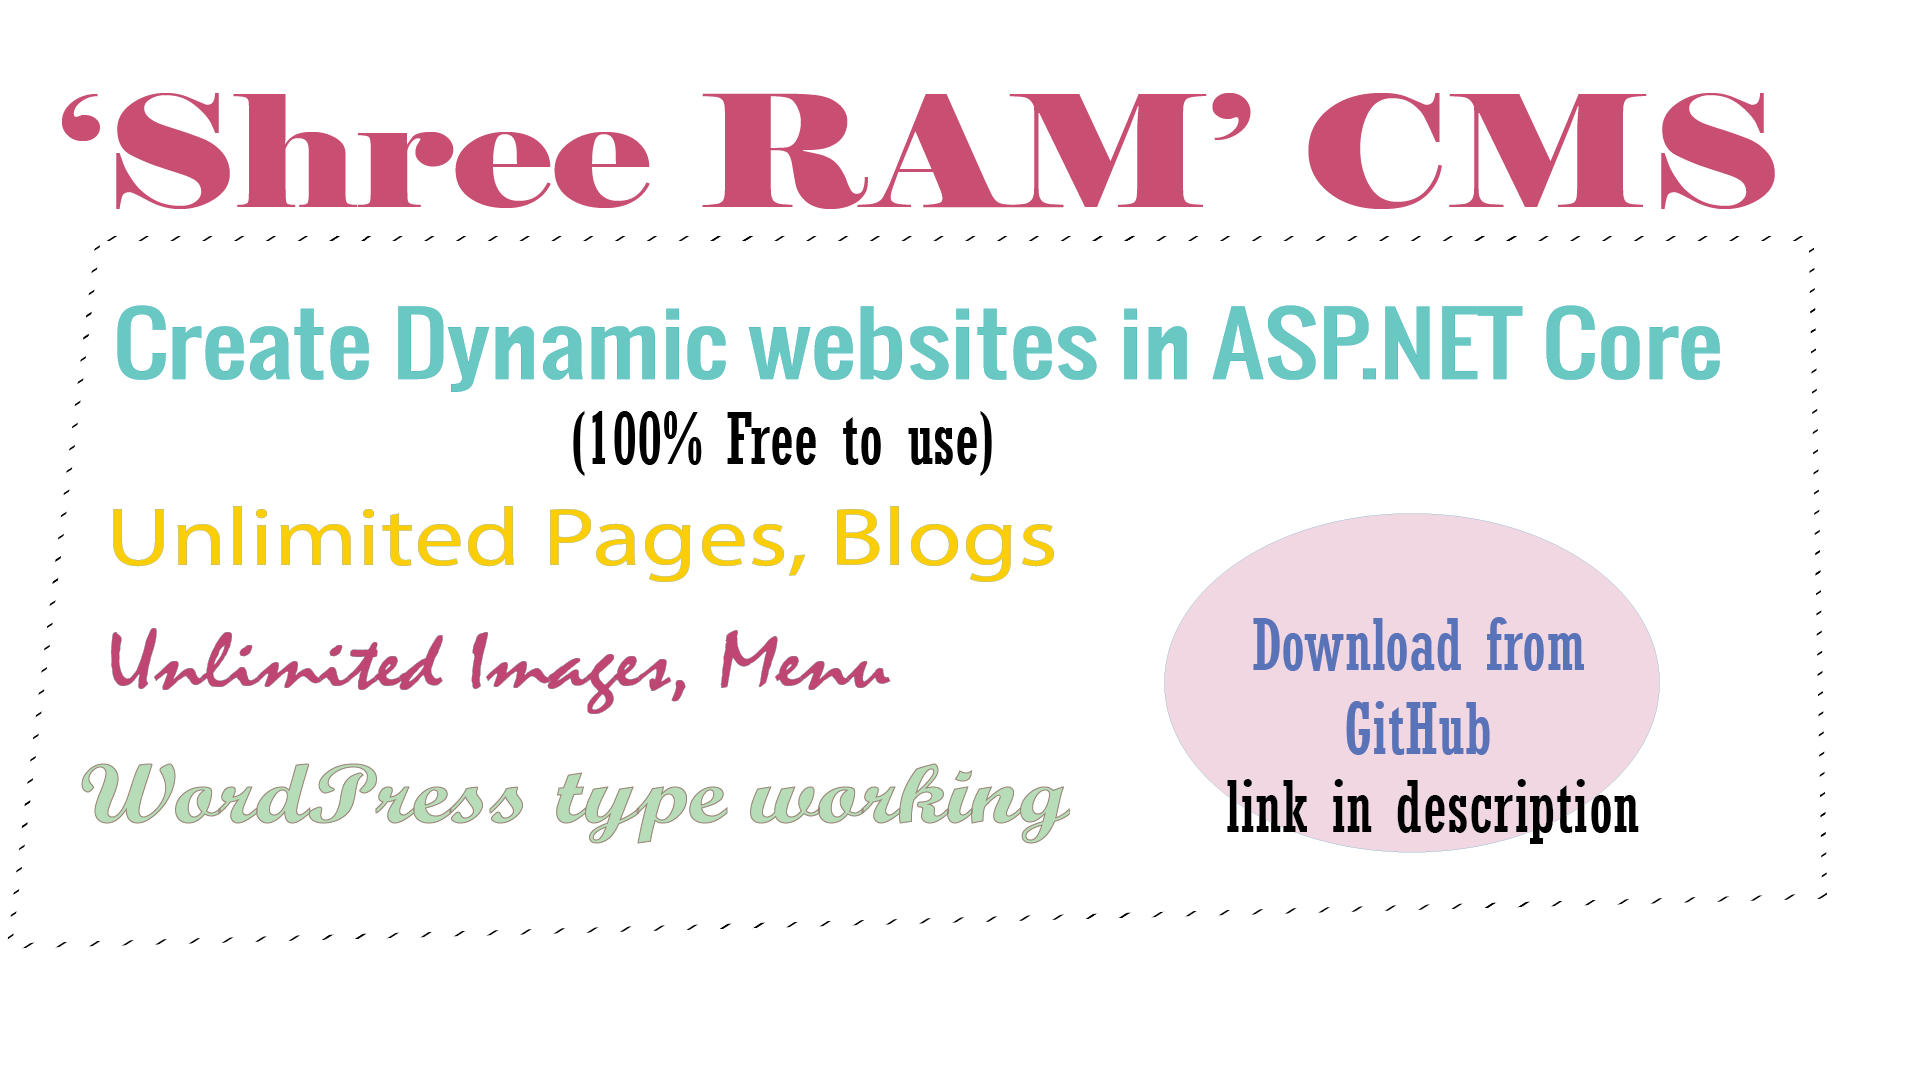 ‘Shree RAM’ CMS
Create Dynamic websites in ASP.NET Core
(100% Free to use)
Unlimited Pages, Blogs
Unlimited Images, Menu
WordPress type working
Download from
GitHub
link in description